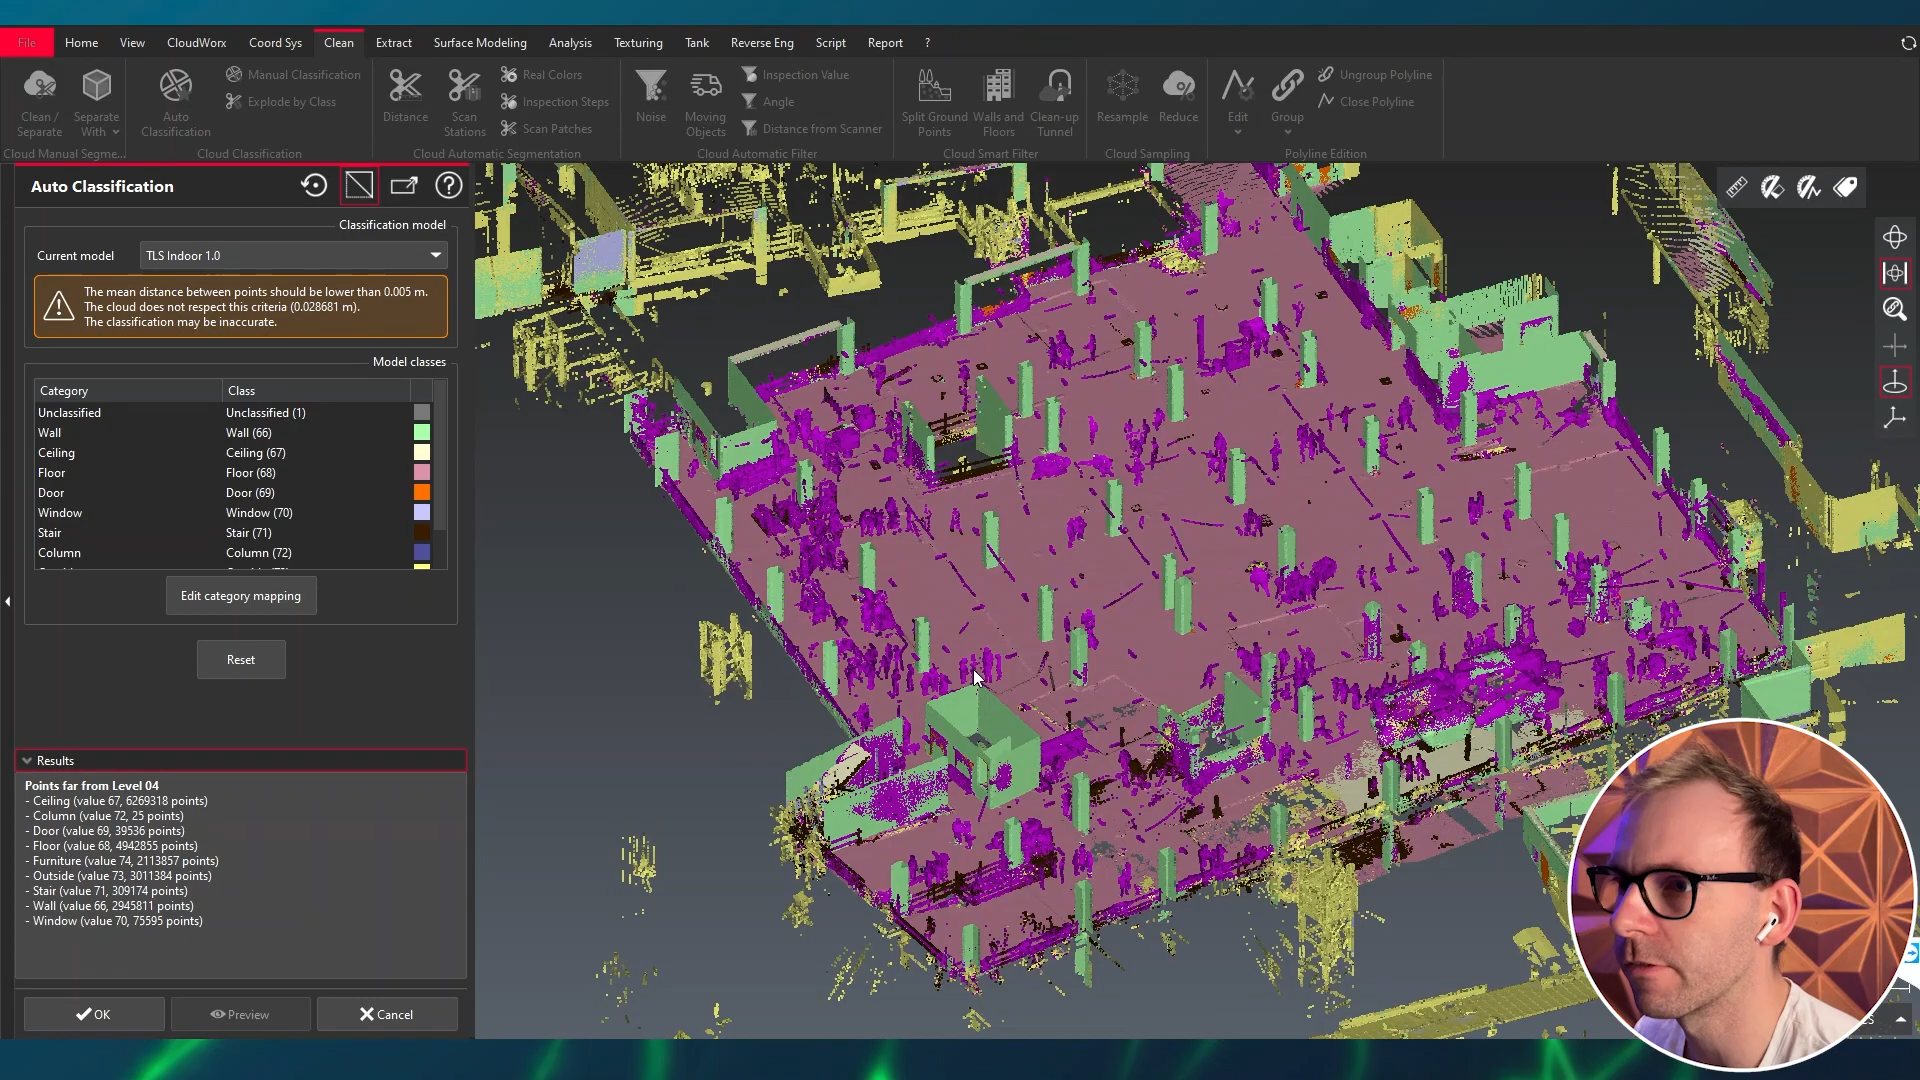 File Home View CloudWorx Coord Sys Clean Extract Surface Modeling Analysis Texturing Tank Reverse Eng Script Report ?
Clean / Separate
Separate With
Auto Classification
Manual Classification
Explode by Class
Distance
Scan Stations
Real Colors
Inspection Steps
Scan Patches
Noise
Moving Objects
Inspection Value
Angle
Distance from Scanner
Split Ground Points
Walls and Floors
Clean-up Tunnel
Resample
Reduce
Edit
Group
Ungroup Polyline
Close Polyline
Cloud Manual Segme... Cloud Classification Cloud Automatic Segmentation Cloud Automatic Filter Cloud Smart Filter Cloud Sampling Polyline Edition
Auto Classification
Classification model
Current model TLS Indoor 1.0
The mean distance between points should be lower than 0.005 m.
The cloud does not respect this criteria (0.028681 m).
The classification may be inaccurate.
Model classes
Category Class
Unclassified Unclassified (1)
Wall Wall (66)
Ceiling Ceiling (67)
Floor Floor (68)
Door Door (69)
Window Window (70)
Stair Stair (71)
Column Column (72)
Edit category mapping
Reset
Results
Points far from Level 04
- Ceiling (value 67, 6269318 points)
- Column (value 72, 25 points)
- Door (value 69, 39536 points)
- Floor (value 68, 4942855 points)
- Furniture (value 74, 2113857 points)
- Outside (value 73, 3011384 points)
- Stair (value 71, 309174 points)
- Wall (value 66, 2945811 points)
- Window (value 70, 75595 points)
OK Preview Cancel